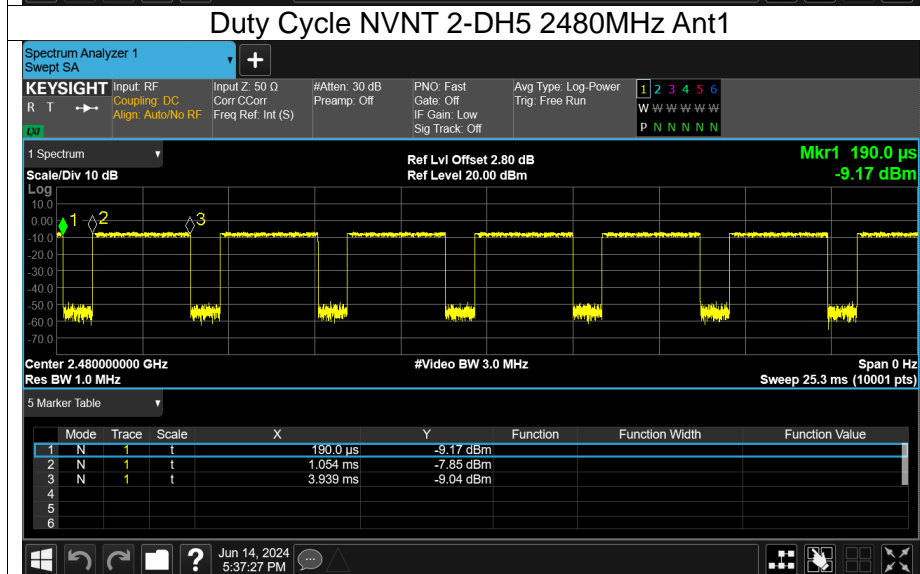 Duty Cycle NVNT 2-DH5 2480MHz Ant1
Spectrum Analyzer 1
Swept SA
+
KEYSIGHT
R T
LXI
Input: RF
Coupling: DC
Align: Auto/No RF
Input Z: 50 Ω
Corr CCorr
Freq Ref: Int (S)
#Atten: 30 dB
Preamp: Off
PNO: Fast
Gate: Off
IF Gain: Low
Sig Track: Off
Avg Type: Log-Power
Trig: Free Run
1 2 3 4 5 6
W W W W W W
P N N N N N
1 Spectrum
Scale/Div 10 dB
Ref Lvl Offset 2.80 dB
Ref Level 20.00 dBm
Mkr1 190.0 µs
-9.17 dBm
Log
10.0
0.00
-10.0
-20.0
-30.0
-40.0
-50.0
-60.0
-70.0
1 2 3
Center 2.480000000 GHz
Res BW 1.0 MHz
#Video BW 3.0 MHz
Span 0 Hz
Sweep 25.3 ms (10001 pts)
5 Marker Table
Mode Trace Scale X Y Function Function Width Function Value
1 N 1 t 190.0 µs -9.17 dBm
2 N 1 t 1.054 ms -7.85 dBm
3 N 1 t 3.939 ms -9.04 dBm
4
5
6
?
Jun 14, 2024
5:37:27 PM